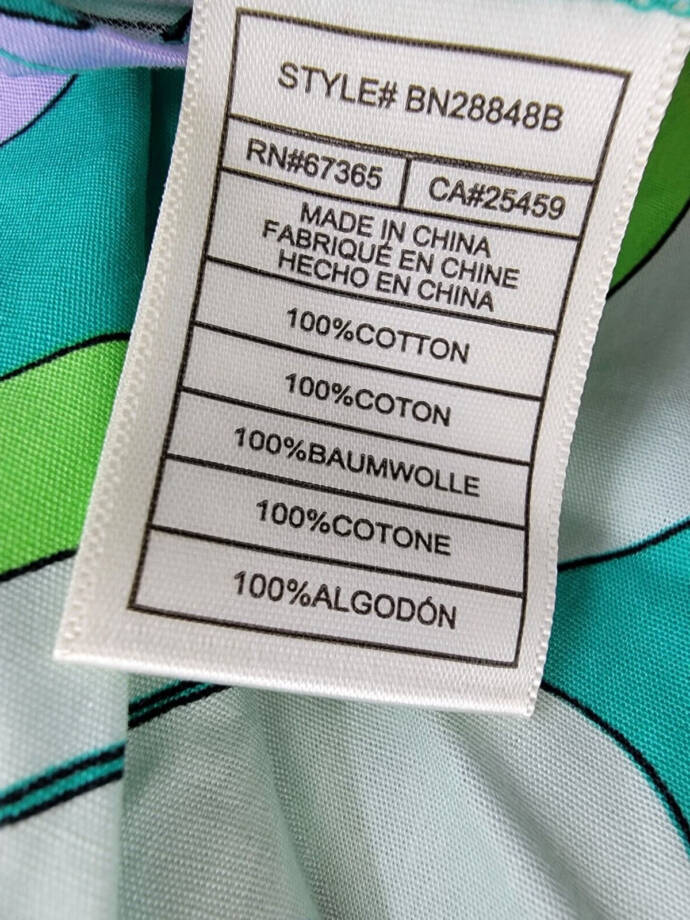 STYLE# BN28848B
RN#67365
CA#25459
MADE IN CHINA
FABRIQUÉ EN CHINE
HECHO EN CHINA
100%COTTON
100%COTON
100%BAUMWOLLE
100%COTONE
100%ALGODÓN